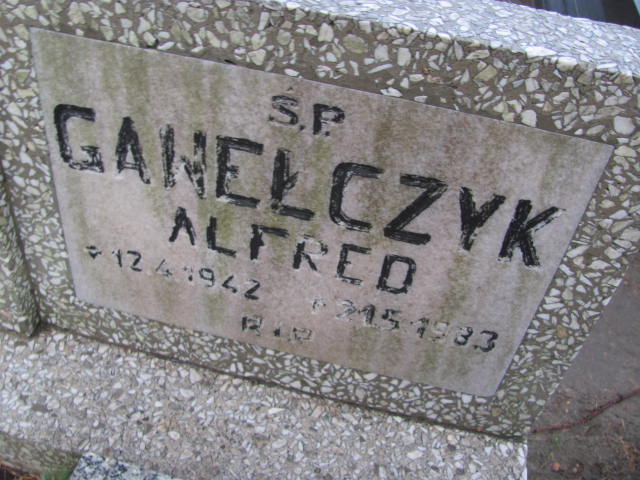 Ś.P.
GAWEŁCZYK
ALFRED
* 12.4.1942 † 21.5.1983
R.I.P.